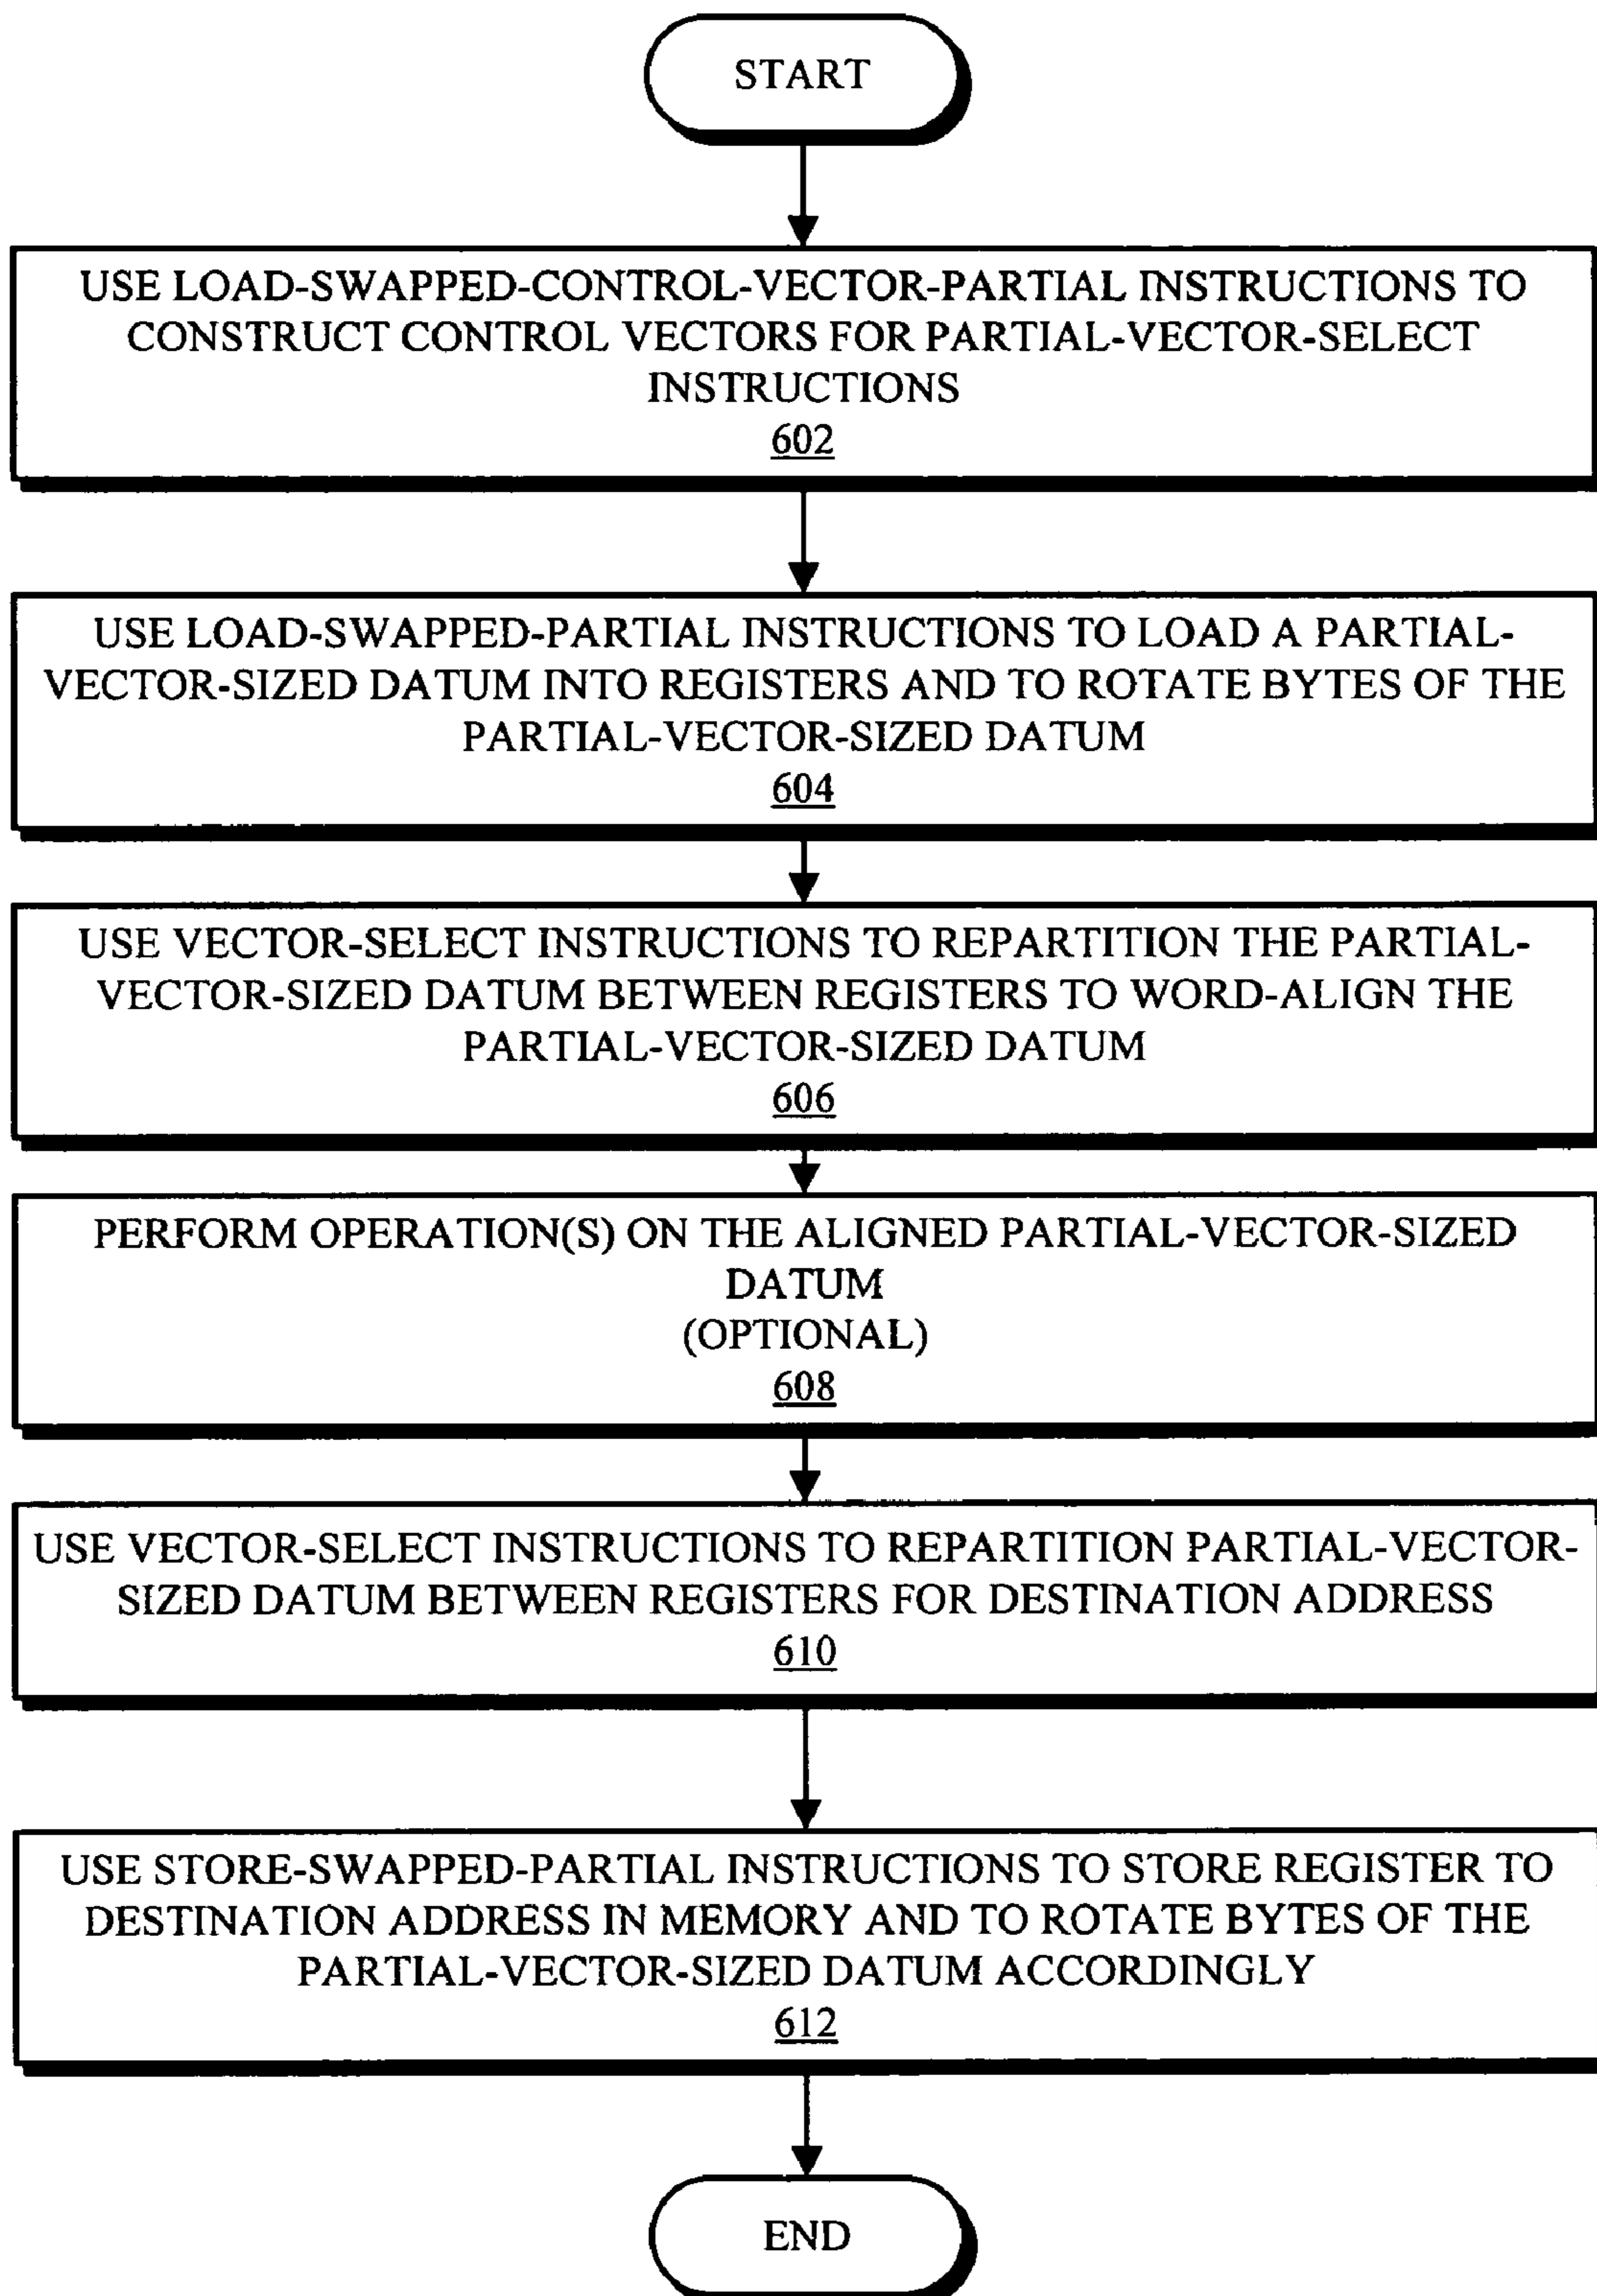 START
USE LOAD-SWAPPED-CONTROL-VECTOR-PARTIAL INSTRUCTIONS TO
CONSTRUCT CONTROL VECTORS FOR PARTIAL-VECTOR-SELECT
INSTRUCTIONS
602
USE LOAD-SWAPPED-PARTIAL INSTRUCTIONS TO LOAD A PARTIAL-
VECTOR-SIZED DATUM INTO REGISTERS AND TO ROTATE BYTES OF THE
PARTIAL-VECTOR-SIZED DATUM
604
USE VECTOR-SELECT INSTRUCTIONS TO REPARTITION THE PARTIAL-
VECTOR-SIZED DATUM BETWEEN REGISTERS TO WORD-ALIGN THE
PARTIAL-VECTOR-SIZED DATUM
606
PERFORM OPERATION(S) ON THE ALIGNED PARTIAL-VECTOR-SIZED
DATUM
(OPTIONAL)
608
USE VECTOR-SELECT INSTRUCTIONS TO REPARTITION PARTIAL-VECTOR-
SIZED DATUM BETWEEN REGISTERS FOR DESTINATION ADDRESS
610
USE STORE-SWAPPED-PARTIAL INSTRUCTIONS TO STORE REGISTER TO
DESTINATION ADDRESS IN MEMORY AND TO ROTATE BYTES OF THE
PARTIAL-VECTOR-SIZED DATUM ACCORDINGLY
612
END